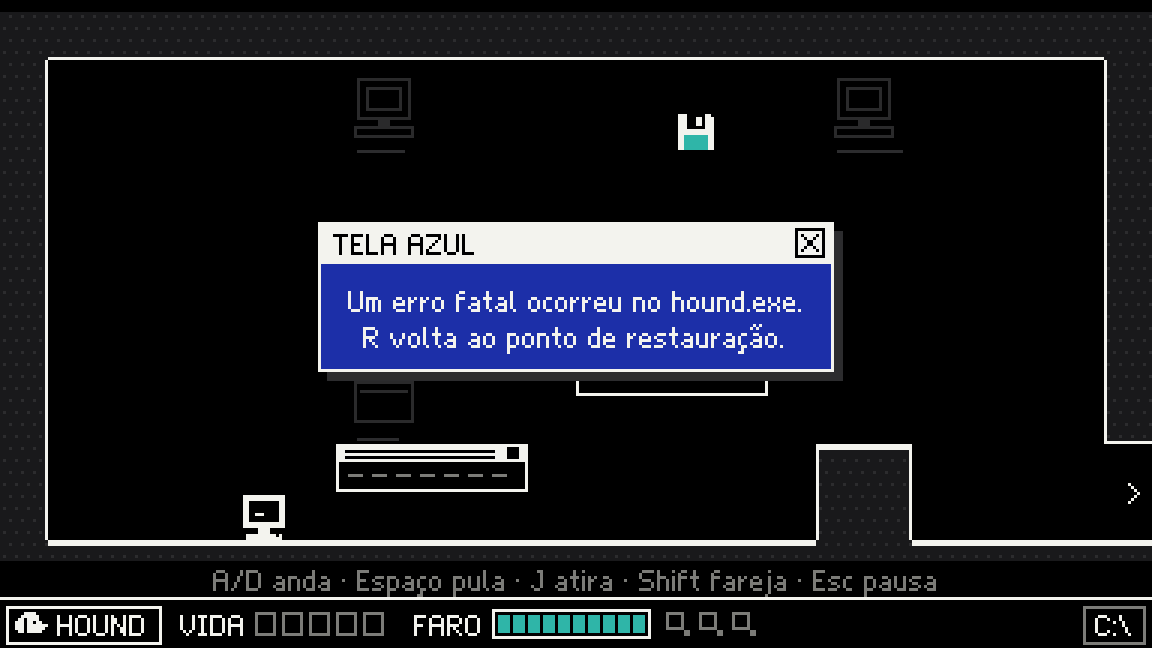 TELA AZUL
Um erro fatal ocorreu no hound.exe.
R volta ao ponto de restauração.
A/D anda · Espaço pula · J atira · Shift fareja · Esc pausa
HOUND VIDA FARO C:\